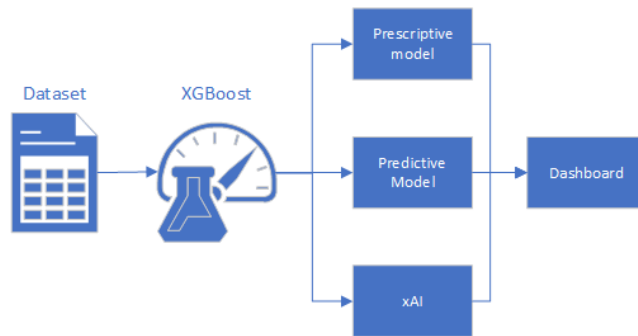 Dataset
XGBoost
Prescriptive
model
Predictive
Model
xAI
Dashboard